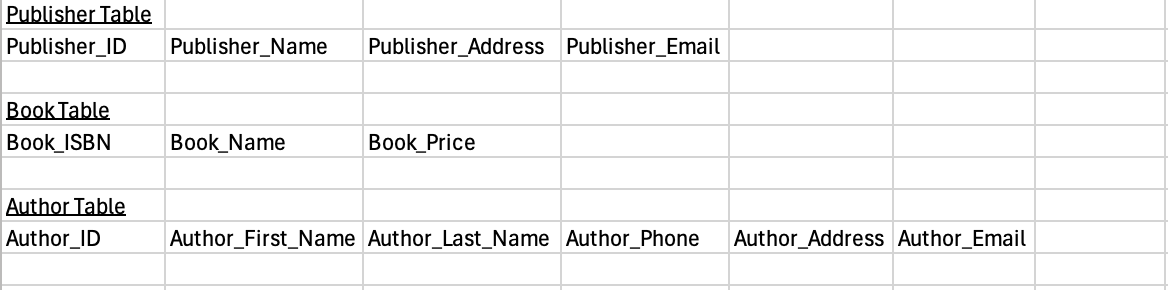 Publisher Table
Publisher_ID Publisher_Name Publisher_Address Publisher_Email
Book Table
Book_ISBN Book_Name Book_Price
Author Table
Author_ID Author_First_Name Author_Last_Name Author_Phone Author_Address Author_Email